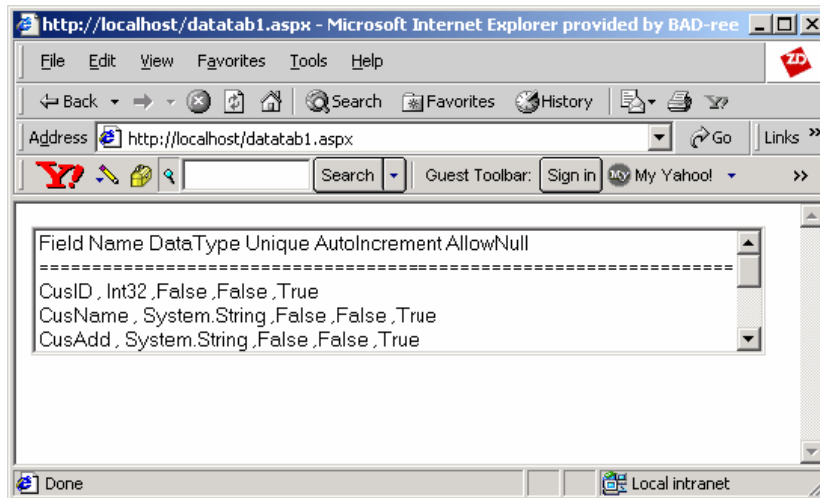 http://localhost/datatab1.aspx - Microsoft Internet Explorer provided by BAD-ree
File Edit View Favorites Tools Help
ZD
Back Search Favorites History Y?
Address http://localhost/datatab1.aspx Go Links »
Y? Search Guest Toolbar: Sign in My My Yahoo! »
Field Name DataType Unique AutoIncrement AllowNull
==================================================================
CusID , Int32 ,False ,False ,True
CusName , System.String ,False ,False ,True
CusAdd , System.String ,False ,False ,True
Done Local intranet